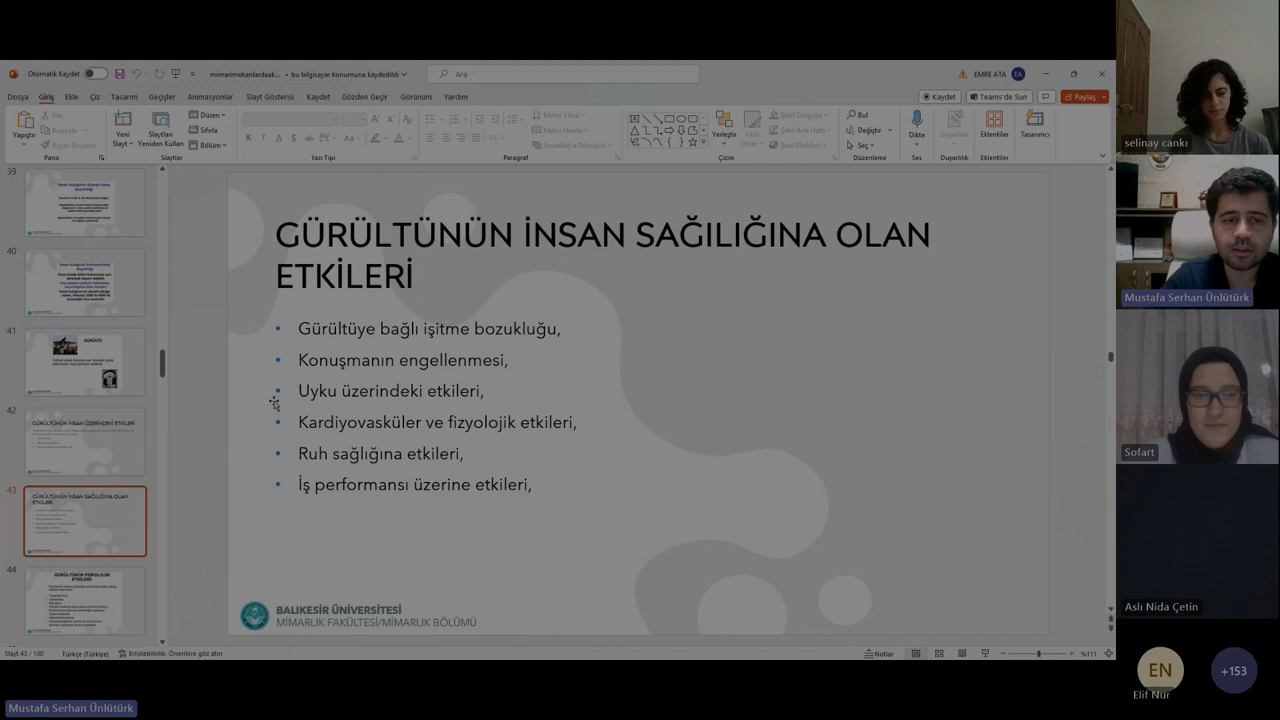 Otomatik Kaydet
mimarimekanlardaak... • bu bilgisayar konumuna kaydedildi
Ara
EMRE ATA
EA
Dosya Giriş Ekle Çiz Tasarım Geçişler Animasyonlar Slayt Gösterisi Kaydet Gözden Geçir Görünüm Yardım
Kaydet
Teams'de Sun
Paylaş
Yapıştır
Kes
Kopyala
Biçim Boyacısı
Pano
Yeni Slayt
Slaytları Yeniden Kullan
Düzen
Sıfırla
Bölüm
Slaytlar
Yazı Tipi
Metin Yönü
Metni Hizala
SmartArt'a Dönüştür
Paragraf
Yerleştir
Hızlı Stiller
Şekil Dolgusu
Şekil Ana Hattı
Şekil Efektleri
Çizim
Bul
Değiştir
Seç
Düzenleme
Dikte
Ses
Duyarlılık
Duyarlılık
Eklentiler
Eklentiler
Tasarımcı
39
40
41
GÜRÜLTÜ
42
GÜRÜLTÜNÜN İNSAN ÜZERİNDEKİ ETKİLERİ
43
GÜRÜLTÜNÜN İNSAN SAĞILIĞINA OLAN
ETKİLERİ
44
GÜRÜLTÜNÜN PSİKOLOJİK
ETKİLERİ
GÜRÜLTÜNÜN İNSAN SAĞILIĞINA OLAN
ETKİLERİ
• Gürültüye bağlı işitme bozukluğu,
• Konuşmanın engellenmesi,
• Uyku üzerindeki etkileri,
• Kardiyovasküler ve fizyolojik etkileri,
• Ruh sağlığına etkileri,
• İş performansı üzerine etkileri,
BALIKESİR ÜNİVERSİTESİ
MİMARLIK FAKÜLTESİ/MİMARLIK BÖLÜMÜ
Slayt 43 / 100
Türkçe (Türkiye)
Erişilebilirlik: Önerilere göz atın
Notlar
%111
selinay cankı
Mustafa Serhan Ünlütürk
Sofart
Aslı Nida Çetin
EN
Elif Nur
+153
Mustafa Serhan Ünlütürk